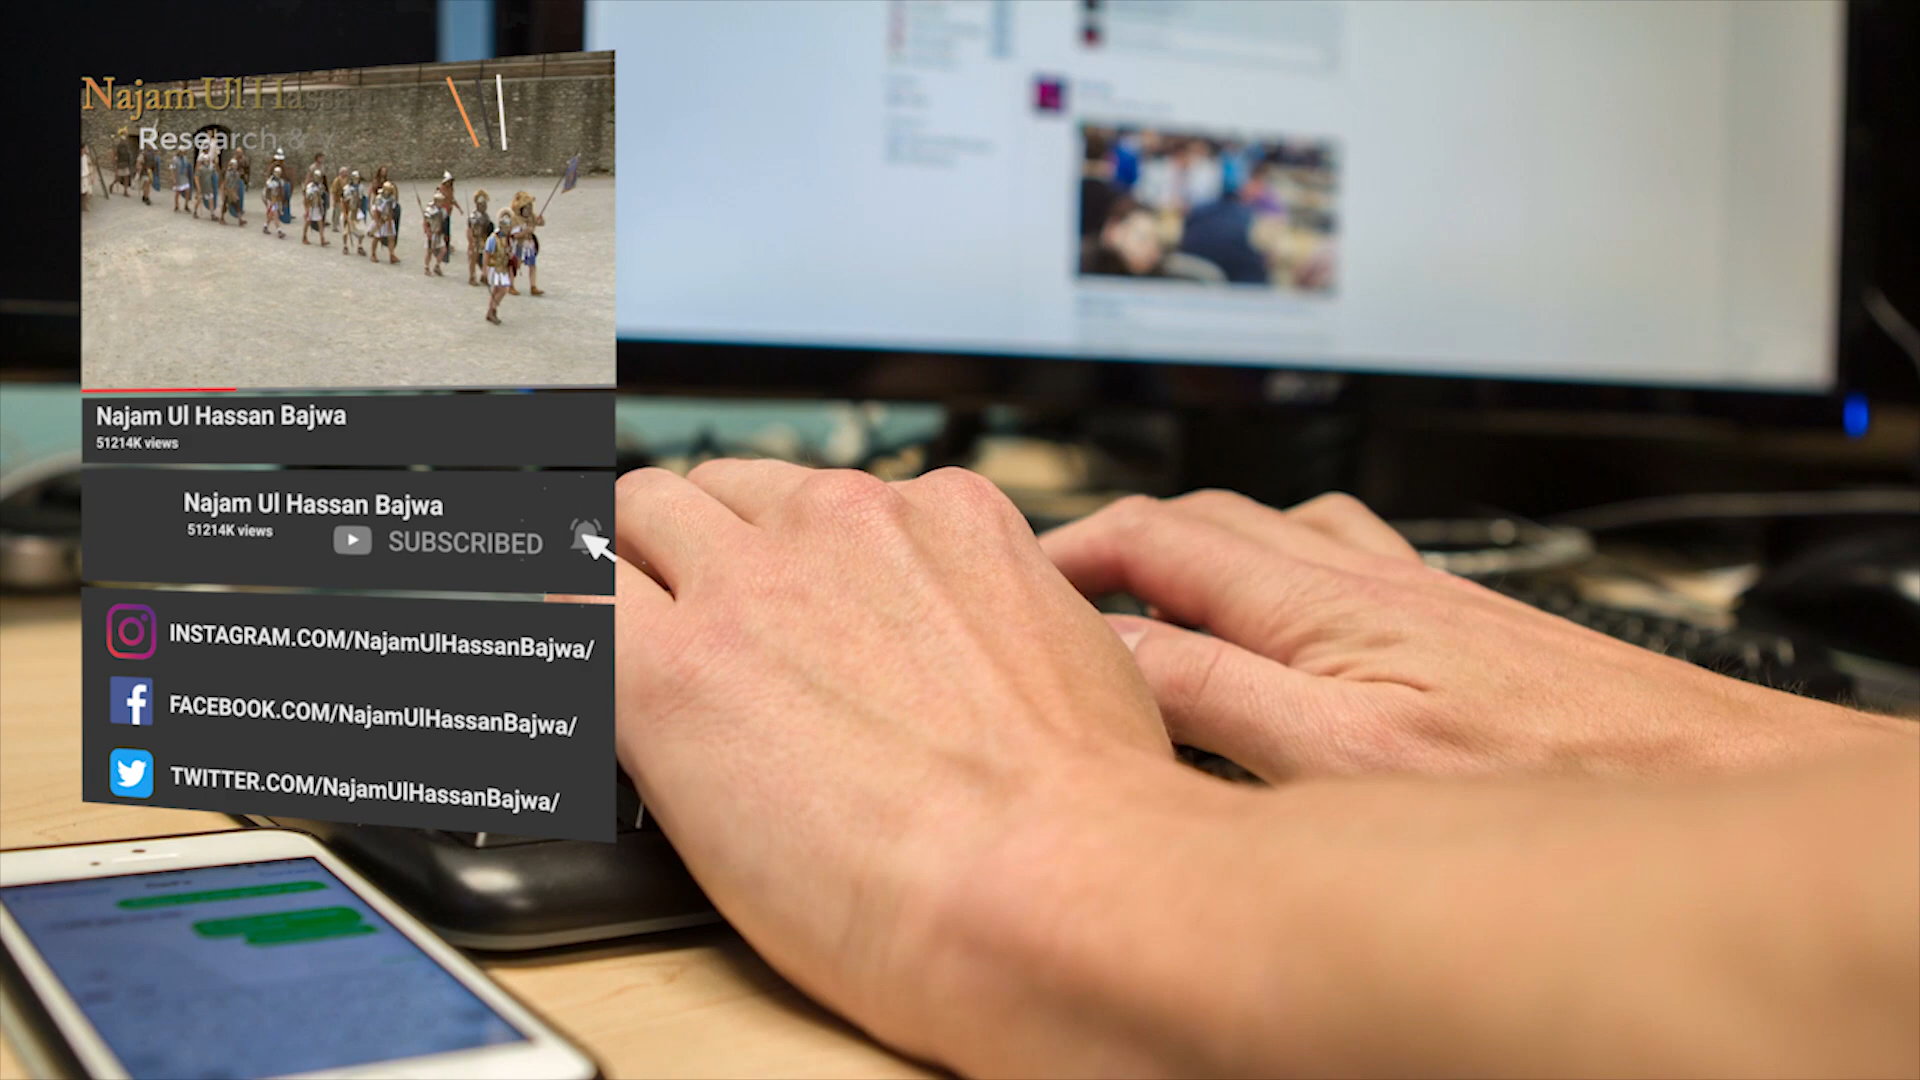 Najam Ul Hassa
Research &
Najam Ul Hassan Bajwa
51214K views
Najam Ul Hassan Bajwa
51214K views
SUBSCRIBED
INSTAGRAM.COM/NajamUlHassanBajwa/
FACEBOOK.COM/NajamUlHassanBajwa/
TWITTER.COM/NajamUlHassanBajwa/